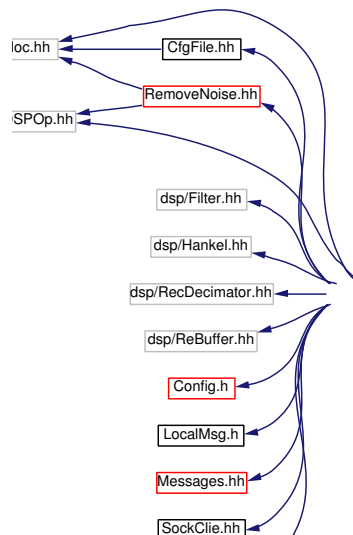 loc.hh
CfgFile.hh
RemoveNoise.hh
SPOp.hh
dsp/Filter.hh
dsp/Hankel.hh
dsp/RecDecimator.hh
dsp/ReBuffer.hh
Config.h
LocalMsg.h
Messages.hh
SockClie.hh